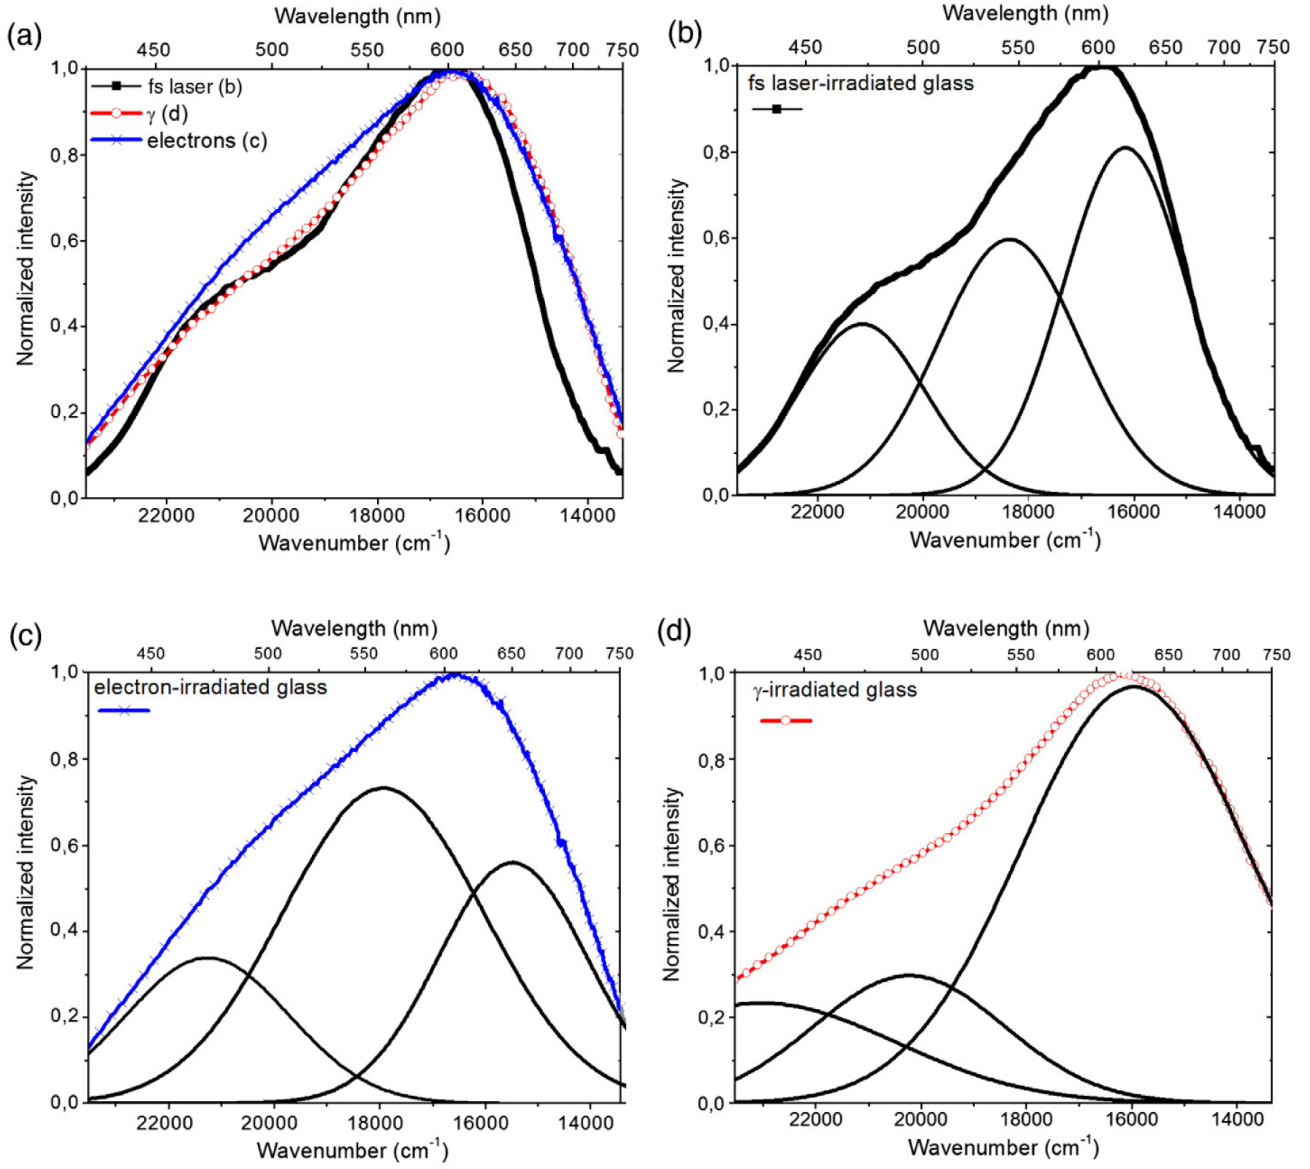 (a)
Wavelength (nm)
450 500 550 600 650 700 750
1,0
0,8
0,6
0,4
0,2
0,0
Normalized intensity
fs laser (b)
γ (d)
electrons (c)
22000 20000 18000 16000 14000
Wavenumber (cm⁻¹)
(b)
Wavelength (nm)
450 500 550 600 650 700 750
1,0
0,8
0,6
0,4
0,2
0,0
Normalized intensity
fs laser-irradiated glass
22000 20000 18000 16000 14000
Wavenumber (cm⁻¹)
(c)
Wavelength (nm)
450 500 550 600 650 700 750
1,0
0,8
0,6
0,4
0,2
0,0
Normalized intensity
electron-irradiated glass
22000 20000 18000 16000 14000
Wavenumber (cm⁻¹)
(d)
Wavelength (nm)
450 500 550 600 650 700 750
1,0
0,8
0,6
0,4
0,2
0,0
Normalized intensity
γ-irradiated glass
22000 20000 18000 16000 14000
Wavenumber (cm⁻¹)